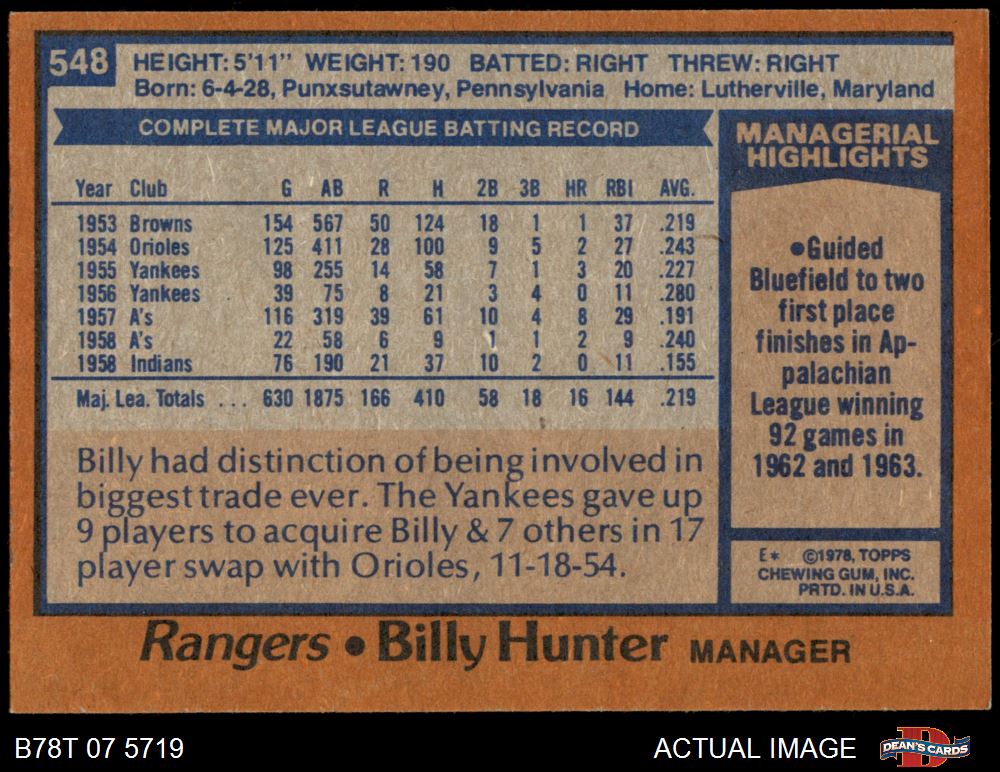 548
HEIGHT: 5'11" WEIGHT: 190 BATTED: RIGHT THREW: RIGHT
Born: 6-4-28, Punxsutawney, Pennsylvania Home: Lutherville, Maryland
COMPLETE MAJOR LEAGUE BATTING RECORD
Year Club G AB R H 2B 3B HR RBI AVG.
1953 Browns 154 567 50 124 18 1 1 37 .219
1954 Orioles 125 411 28 100 9 5 2 27 .243
1955 Yankees 98 255 14 58 7 1 3 20 .227
1956 Yankees 39 75 8 21 3 4 0 11 .280
1957 A's 116 319 39 61 10 4 8 29 .191
1958 A's 22 58 6 9 1 1 2 9 .240
1958 Indians 76 190 21 37 10 2 0 11 .155
Maj. Lea. Totals ... 630 1875 166 410 58 18 16 144 .219
Billy had distinction of being involved in
biggest trade ever. The Yankees gave up
9 players to acquire Billy & 7 others in 17
player swap with Orioles, 11-18-54.
MANAGERIAL
HIGHLIGHTS
•Guided
Bluefield to two
first place
finishes in Ap-
palachian
League winning
92 games in
1962 and 1963.
E* ©1978, TOPPS
CHEWING GUM, INC.
PRTD. IN U.S.A.
Rangers • Billy Hunter MANAGER
B78T 07 5719
ACTUAL IMAGE
D
DEAN'S CARDS